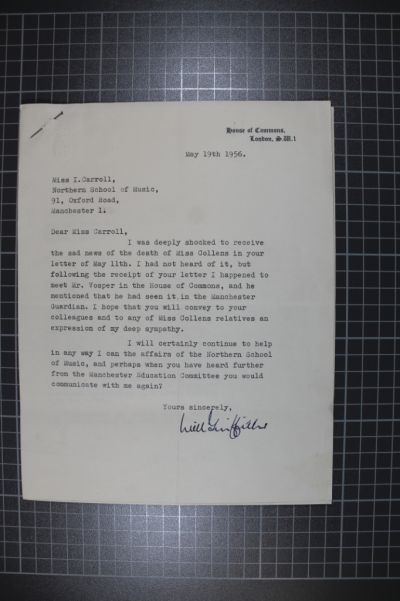 House of Commons,
London, S.W.1
May 19th 1956.
Miss I.Carroll,
Northern School of Music,
91, Oxford Road,
Manchester 1.
Dear Miss Carroll,
I was deeply shocked to receive
the sad news of the death of Miss Collens in your
letter of May 11th. I had not heard of it, but
following the receipt of your letter I happened to
meet Mr. Vosper in the House of Commons, and he
mentioned that he had seen it in the Manchester
Guardian. I hope that you will convey to your
colleagues and to any of Miss Collens relatives an
expression of my deep sympathy.
I will certainly continue to help
in any way I can the affairs of the Northern School
of Music, and perhaps when you have heard further
from the Manchester Education Committee you would
communicate with me again?
Yours sincerely,
Will Griffiths